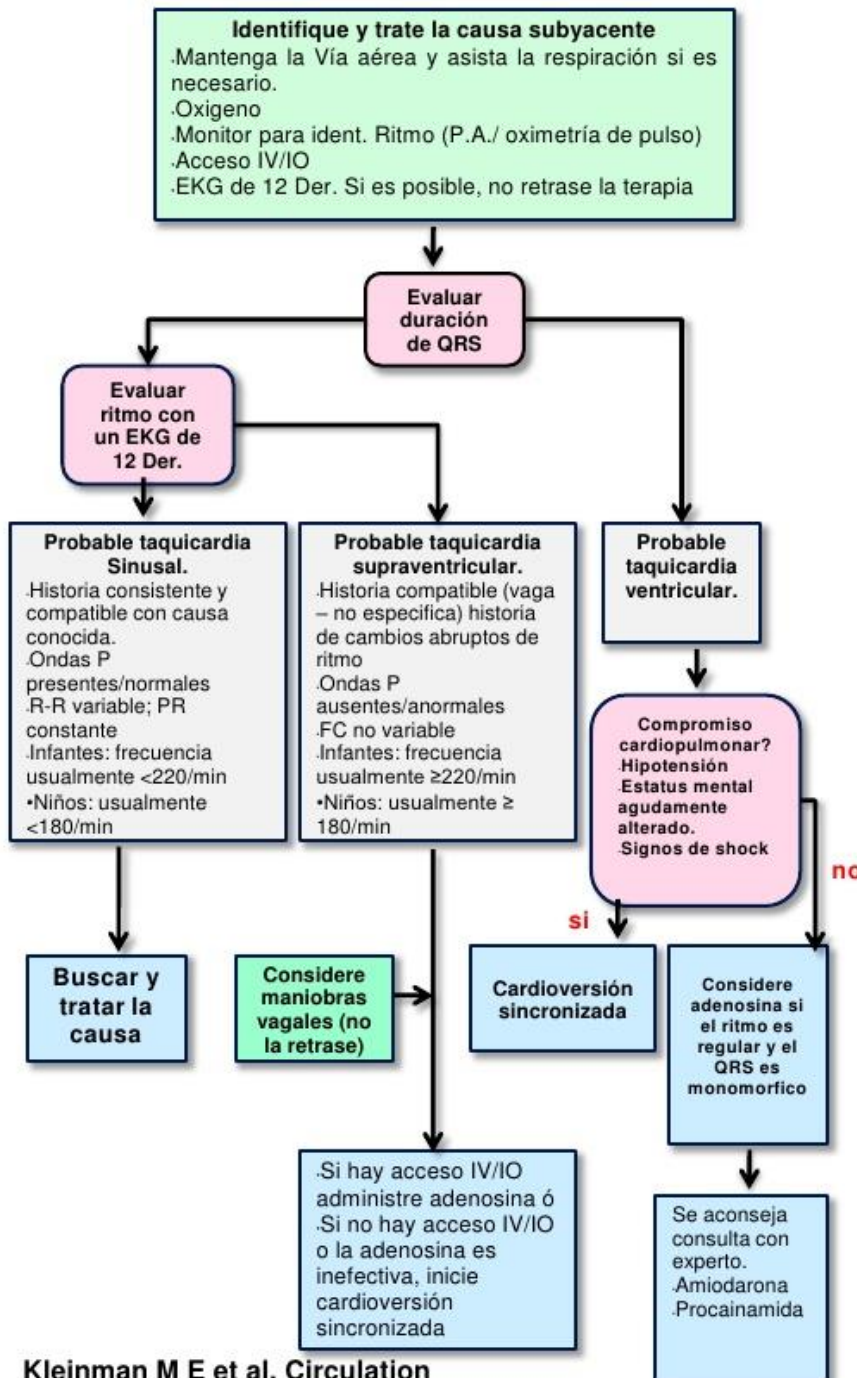 Identifique y trate la causa subyacente
.Mantenga la Vía aérea y asista la respiración si es
necesario.
.Oxigeno
.Monitor para ident. Ritmo (P.A./ oximetría de pulso)
.Acceso IV/IO
.EKG de 12 Der. Si es posible, no retrase la terapia
Evaluar
duración
de QRS
Evaluar
ritmo con
un EKG de
12 Der.
Probable taquicardia
Sinusal.
.Historia consistente y
compatible con causa
conocida.
.Ondas P
presentes/normales
.R-R variable; PR
constante
.Infantes: frecuencia
usualmente <220/min
•Niños: usualmente
<180/min
Probable taquicardia
supraventricular.
.Historia compatible (vaga
– no especifica) historia
de cambios abruptos de
ritmo
.Ondas P
ausentes/anormales
.FC no variable
.Infantes: frecuencia
usualmente ≥220/min
•Niños: usualmente ≥
180/min
Probable
taquicardia
ventricular.
Compromiso
cardiopulmonar?
.Hipotensión
.Estatus mental
agudamente
alterado.
.Signos de shock
no
si
Buscar y
tratar la
causa
Considere
maniobras
vagales (no
la retrase)
Cardioversión
sincronizada
Considere
adenosina si
el ritmo es
regular y el
QRS es
monomorfico
.Si hay acceso IV/IO
administre adenosina ó
.Si no hay acceso IV/IO
o la adenosina es
inefectiva, inicie
cardioversión
sincronizada
Se aconseja
consulta con
experto.
.Amiodarona
.Procainamida
Kleinman M E et al. Circulation